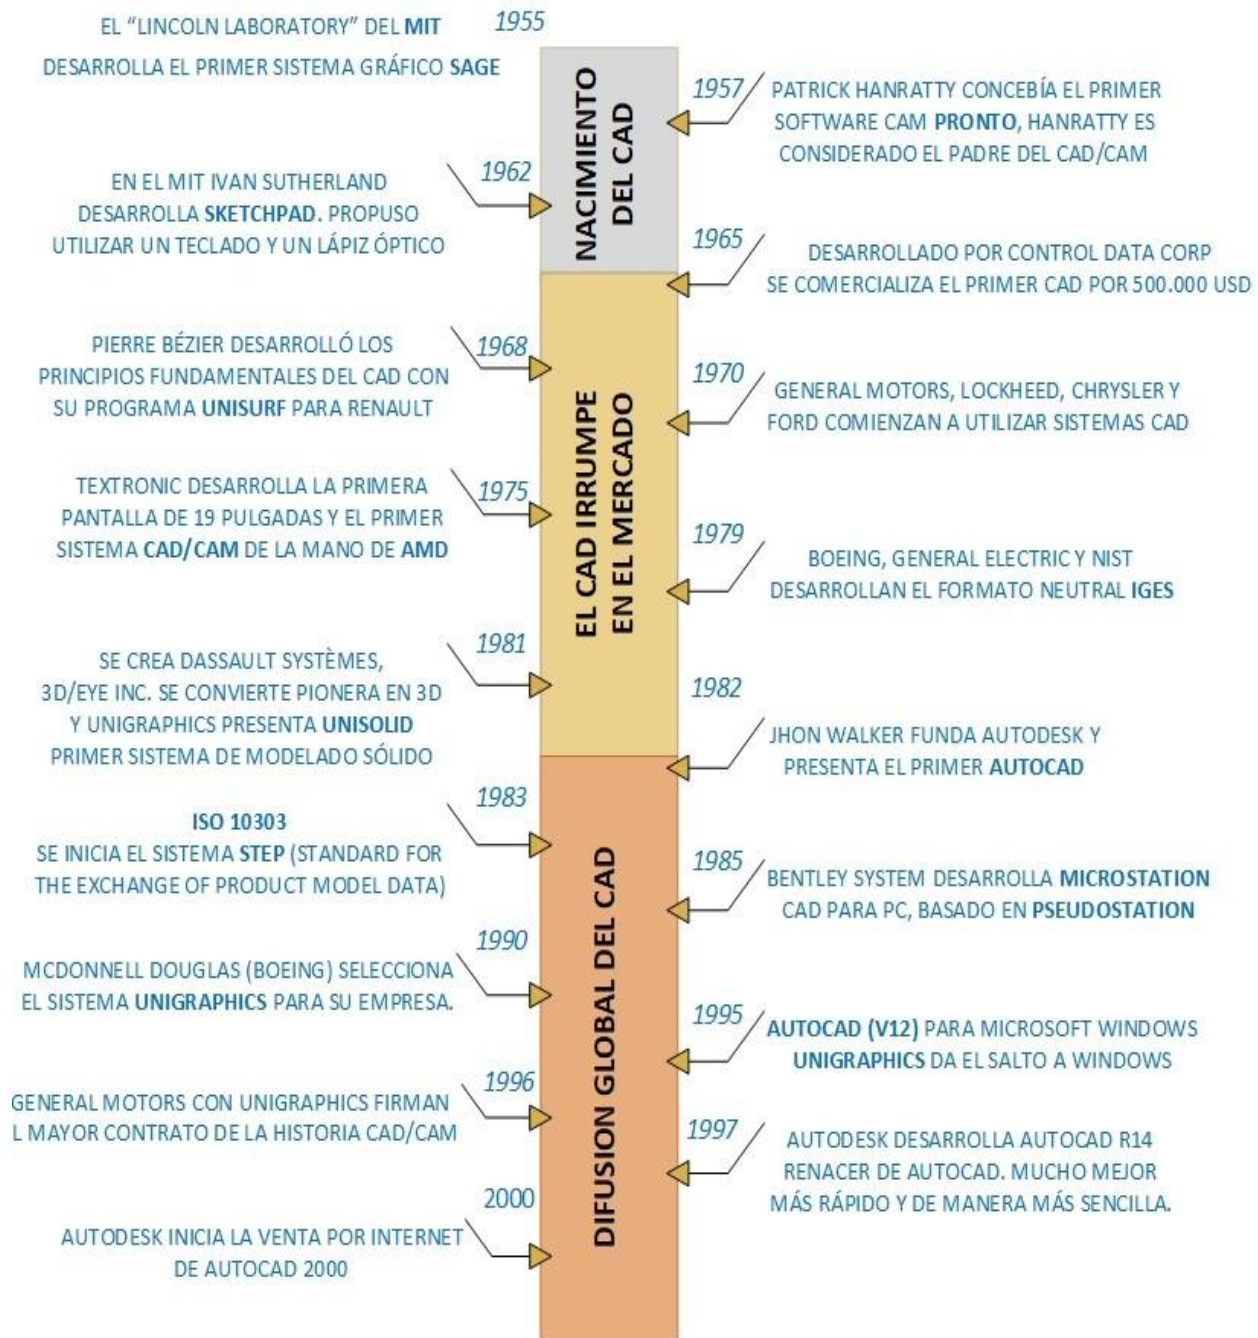 EL “LINCOLN LABORATORY” DEL MIT
DESARROLLA EL PRIMER SISTEMA GRÁFICO SAGE
1955
NACIMIENTO
DEL CAD
1957
PATRICK HANRATTY CONCEBÍA EL PRIMER
SOFTWARE CAM PRONTO, HANRATTY ES
CONSIDERADO EL PADRE DEL CAD/CAM
1962
EN EL MIT IVAN SUTHERLAND
DESARROLLA SKETCHPAD. PROPUSO
UTILIZAR UN TECLADO Y UN LÁPIZ ÓPTICO
1965
DESARROLLADO POR CONTROL DATA CORP
SE COMERCIALIZA EL PRIMER CAD POR 500.000 USD
EL CAD IRRUMPE
EN EL MERCADO
1968
PIERRE BÉZIER DESARROLLÓ LOS
PRINCIPIOS FUNDAMENTALES DEL CAD CON
SU PROGRAMA UNISURF PARA RENAULT
1970
GENERAL MOTORS, LOCKHEED, CHRYSLER Y
FORD COMIENZAN A UTILIZAR SISTEMAS CAD
1975
TEXTRONIC DESARROLLA LA PRIMERA
PANTALLA DE 19 PULGADAS Y EL PRIMER
SISTEMA CAD/CAM DE LA MANO DE AMD
1979
BOEING, GENERAL ELECTRIC Y NIST
DESARROLLAN EL FORMATO NEUTRAL IGES
1981
SE CREA DASSAULT SYSTÈMES,
3D/EYE INC. SE CONVIERTE PIONERA EN 3D
Y UNIGRAPHICS PRESENTA UNISOLID
PRIMER SISTEMA DE MODELADO SÓLIDO
1982
JHON WALKER FUNDA AUTODESK Y
PRESENTA EL PRIMER AUTOCAD
DIFUSION GLOBAL DEL CAD
1983
ISO 10303
SE INICIA EL SISTEMA STEP (STANDARD FOR
THE EXCHANGE OF PRODUCT MODEL DATA)
1985
BENTLEY SYSTEM DESARROLLA MICROSTATION
CAD PARA PC, BASADO EN PSEUDOSTATION
1990
MCDONNELL DOUGLAS (BOEING) SELECCIONA
EL SISTEMA UNIGRAPHICS PARA SU EMPRESA.
1995
AUTOCAD (V12) PARA MICROSOFT WINDOWS
UNIGRAPHICS DA EL SALTO A WINDOWS
1996
GENERAL MOTORS CON UNIGRAPHICS FIRMAN
L MAYOR CONTRATO DE LA HISTORIA CAD/CAM
1997
AUTODESK DESARROLLA AUTOCAD R14
RENACER DE AUTOCAD. MUCHO MEJOR
MÁS RÁPIDO Y DE MANERA MÁS SENCILLA.
2000
AUTODESK INICIA LA VENTA POR INTERNET
DE AUTOCAD 2000